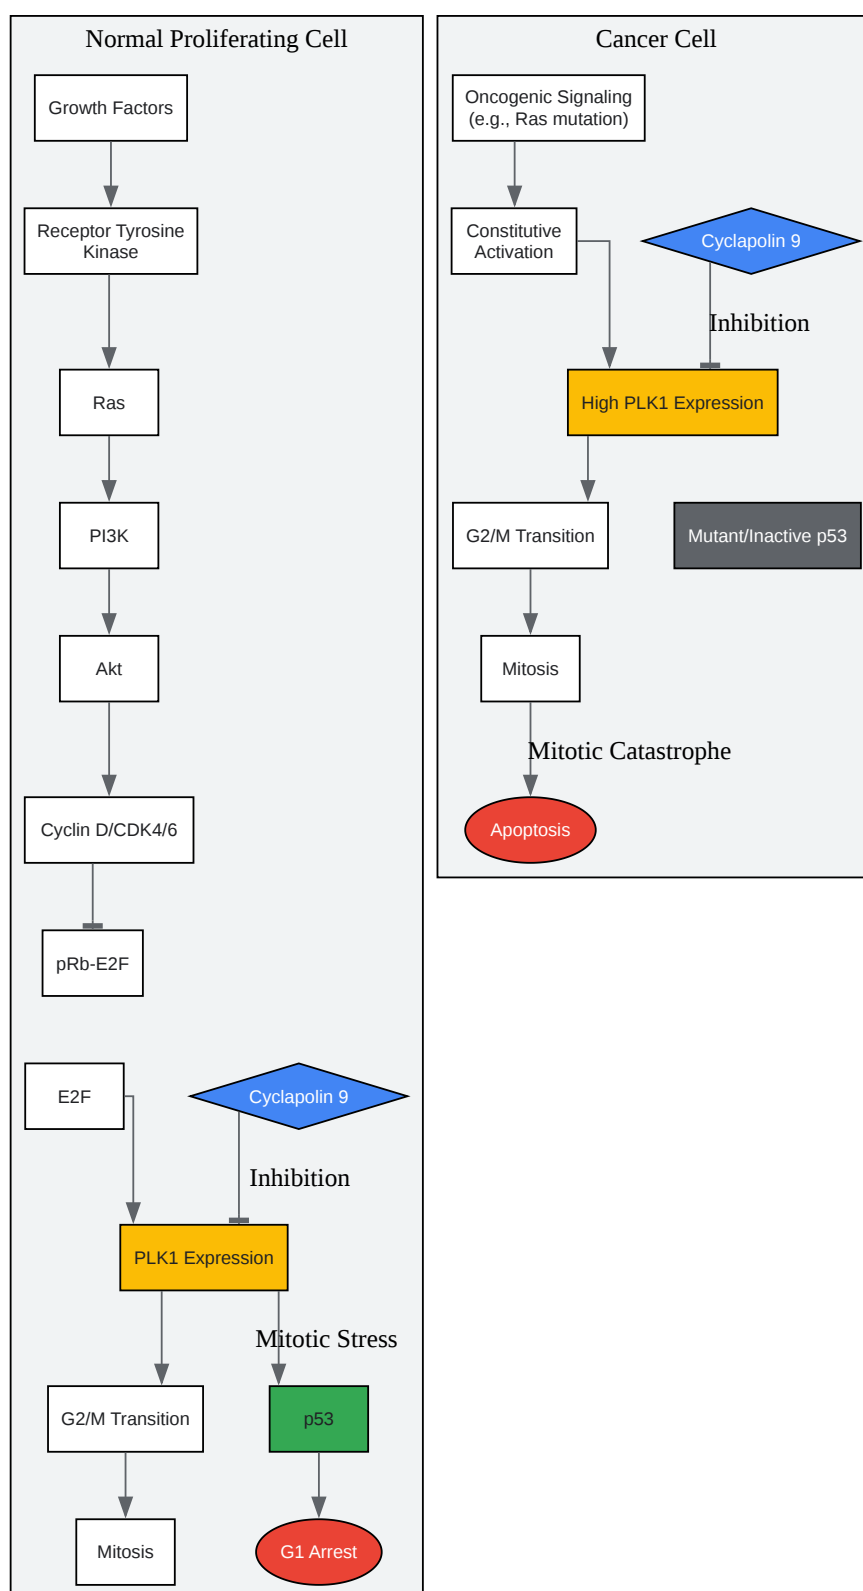 Normal Proliferating Cell
Growth Factors
Receptor Tyrosine
Kinase
Ras
PI3K
Akt
Cyclin D/CDK4/6
pRb-E2F
E2F
Cyclapolin 9
Inhibition
PLK1 Expression
Mitotic Stress
G2/M Transition
p53
Mitosis
G1 Arrest
Cancer Cell
Oncogenic Signaling
(e.g., Ras mutation)
Constitutive
Activation
Cyclapolin 9
Inhibition
High PLK1 Expression
G2/M Transition
Mutant/Inactive p53
Mitosis
Mitotic Catastrophe
Apoptosis